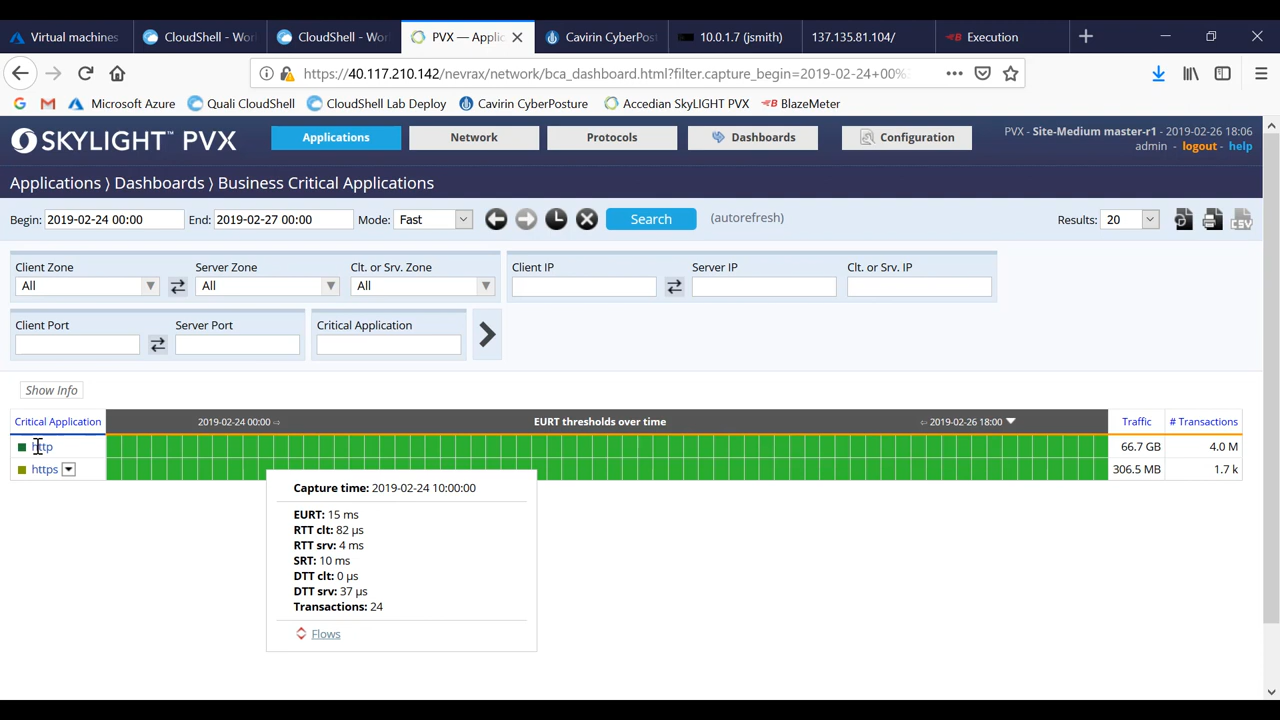 Virtual machines
CloudShell - Wor
CloudShell - Wor
PVX — Applic
Cavirin CyberPos
10.0.1.7 (jsmith)
137.135.81.104/
Execution
https://40.117.210.142/nevrax/network/bca_dashboard.html?filter.capture_begin=2019-02-24+00%
Microsoft Azure
Quali CloudShell
CloudShell Lab Deploy
Cavirin CyberPosture
Accedian SkyLIGHT PVX
BlazeMeter
SKYLIGHT™ PVX
Applications
Network
Protocols
Dashboards
Configuration
PVX - Site-Medium master-r1 - 2019-02-26 18:06
admin - logout - help
Applications ⟩ Dashboards ⟩ Business Critical Applications
Begin: 2019-02-24 00:00 End: 2019-02-27 00:00 Mode: Fast Search (autorefresh) Results: 20
CSV
Client Zone
Server Zone
Clt. or Srv. Zone
Client IP
Server IP
Clt. or Srv. IP
All
All
All
Client Port
Server Port
Critical Application
Show Info
Critical Application
2019-02-24 00:00
EURT thresholds over time
2019-02-26 18:00
Traffic
# Transactions
http
66.7 GB
4.0 M
https
306.5 MB
1.7 k
Capture time: 2019-02-24 10:00:00
EURT: 15 ms
RTT clt: 82 µs
RTT srv: 4 ms
SRT: 10 ms
DTT clt: 0 µs
DTT srv: 37 µs
Transactions: 24
Flows